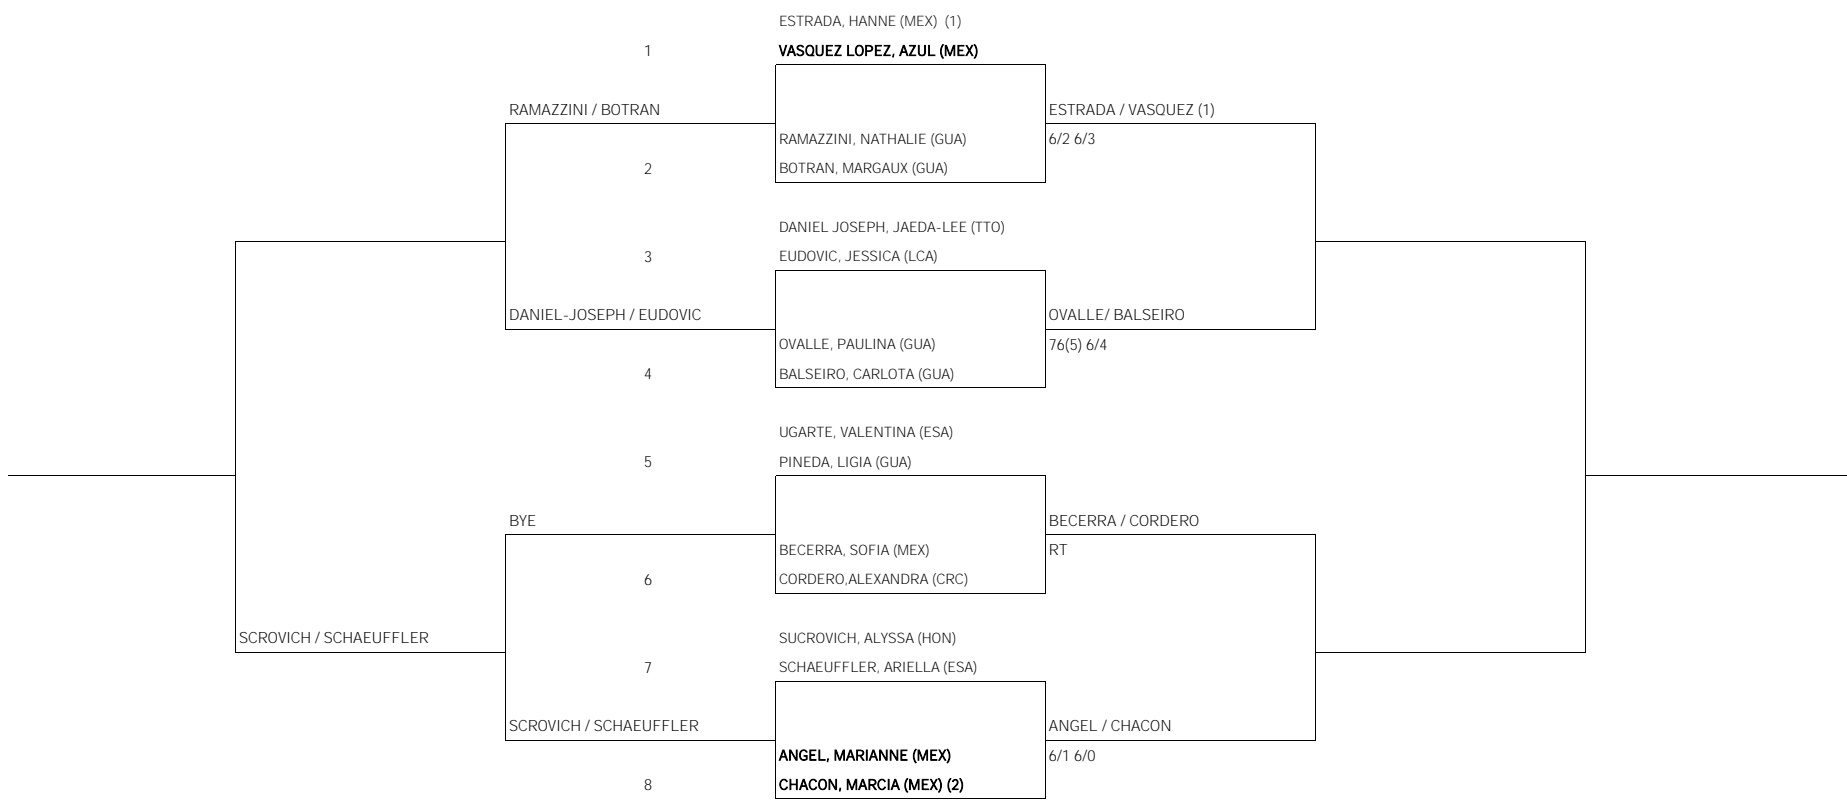 ESTRADA, HANNE (MEX)  (1)
1 VASQUEZ LOPEZ, AZUL (MEX)
RAMAZZINI / BOTRAN ESTRADA / VASQUEZ (1)
RAMAZZINI, NATHALIE (GUA) 6/2 6/3
2 BOTRAN, MARGAUX (GUA)
DANIEL JOSEPH, JAEDA-LEE (TTO)
3 EUDOVIC, JESSICA (LCA)
DANIEL-JOSEPH / EUDOVIC OVALLE/ BALSEIRO
OVALLE, PAULINA (GUA) 76(5) 6/4
4 BALSEIRO, CARLOTA (GUA)
UGARTE, VALENTINA (ESA)
5 PINEDA, LIGIA (GUA)
BYE BECERRA / CORDERO
BECERRA, SOFIA (MEX) RT
6 CORDERO,ALEXANDRA (CRC)
SCROVICH / SCHAEUFFLER SUCROVICH, ALYSSA (HON)
7 SCHAEUFFLER, ARIELLA (ESA)
SCROVICH / SCHAEUFFLER ANGEL / CHACON
ANGEL, MARIANNE (MEX) 6/1 6/0
8 CHACON, MARCIA (MEX) (2)